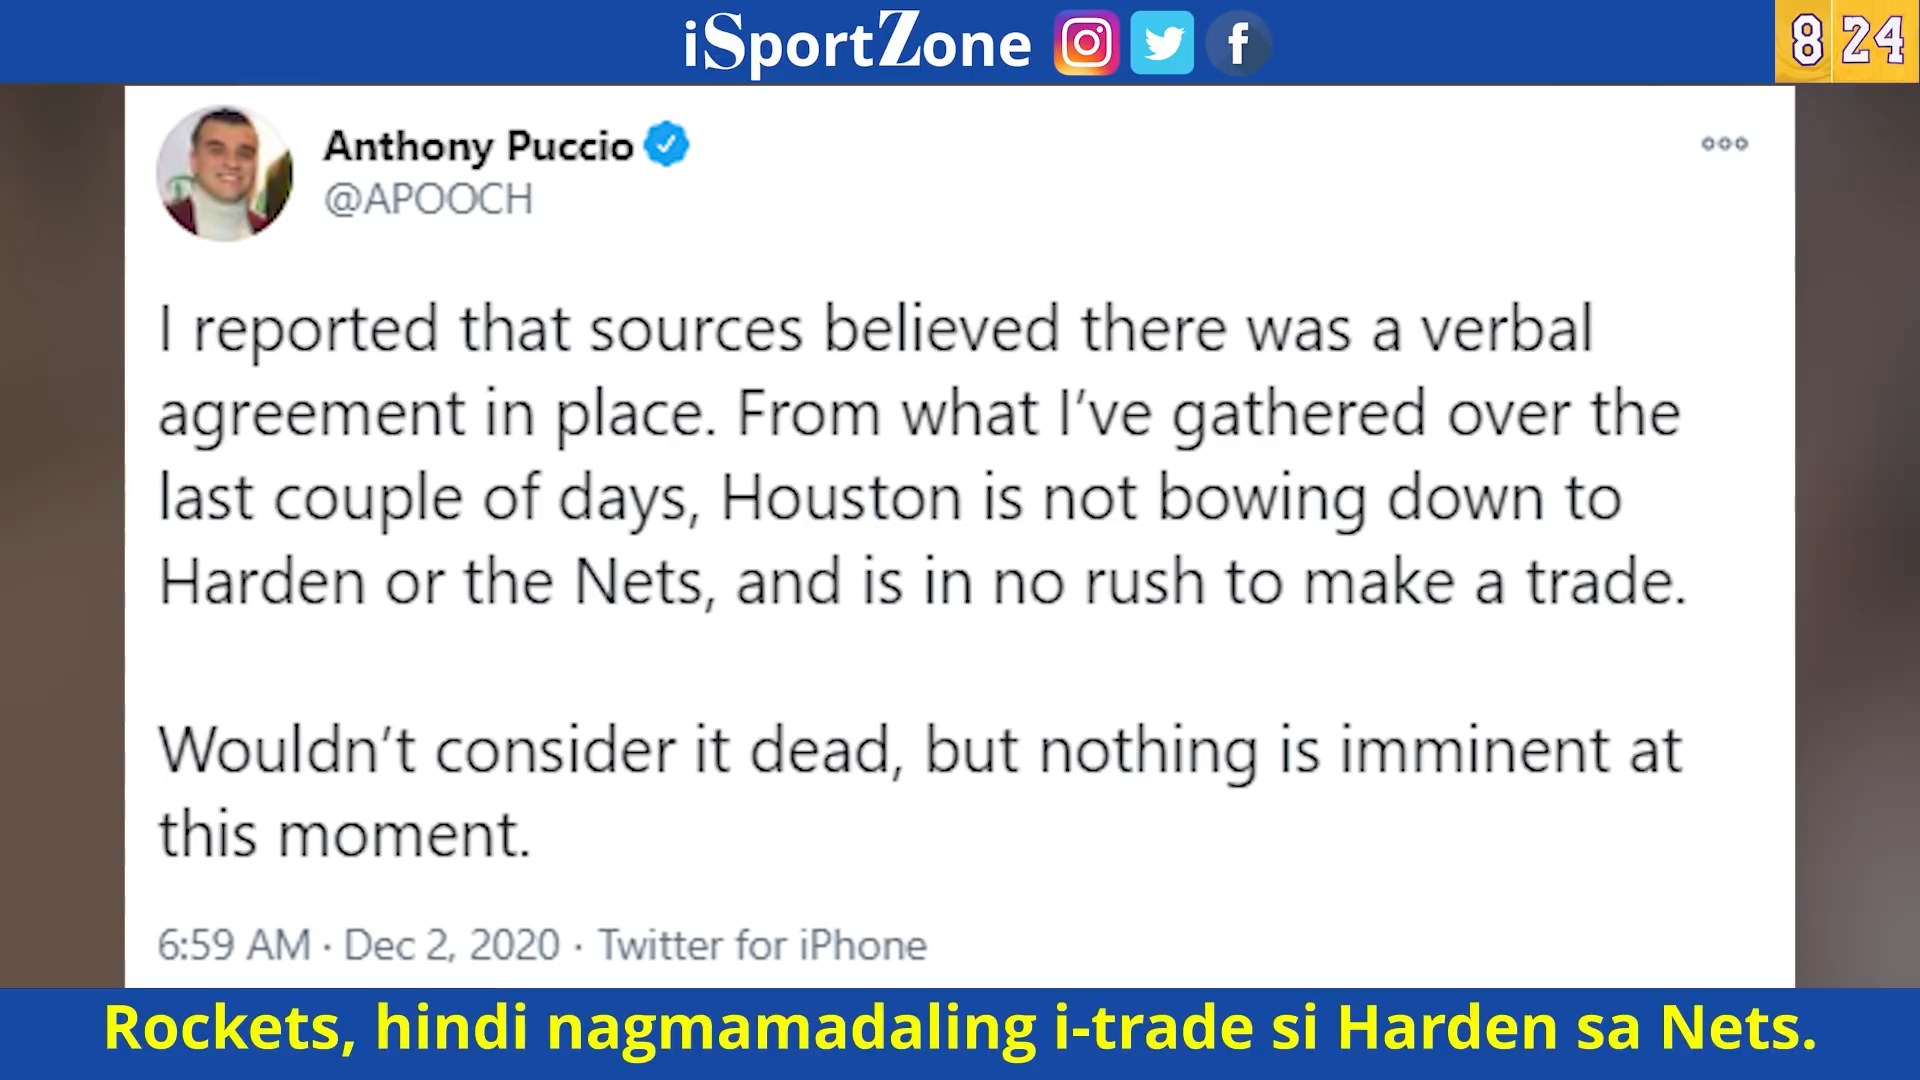 iSportZone
8 24
Anthony Puccio
@APOOCH
I reported that sources believed there was a verbal
agreement in place. From what I've gathered over the
last couple of days, Houston is not bowing down to
Harden or the Nets, and is in no rush to make a trade.
Wouldn't consider it dead, but nothing is imminent at
this moment.
6:59 AM · Dec 2, 2020 · Twitter for iPhone
Rockets, hindi nagmamadaling i-trade si Harden sa Nets.